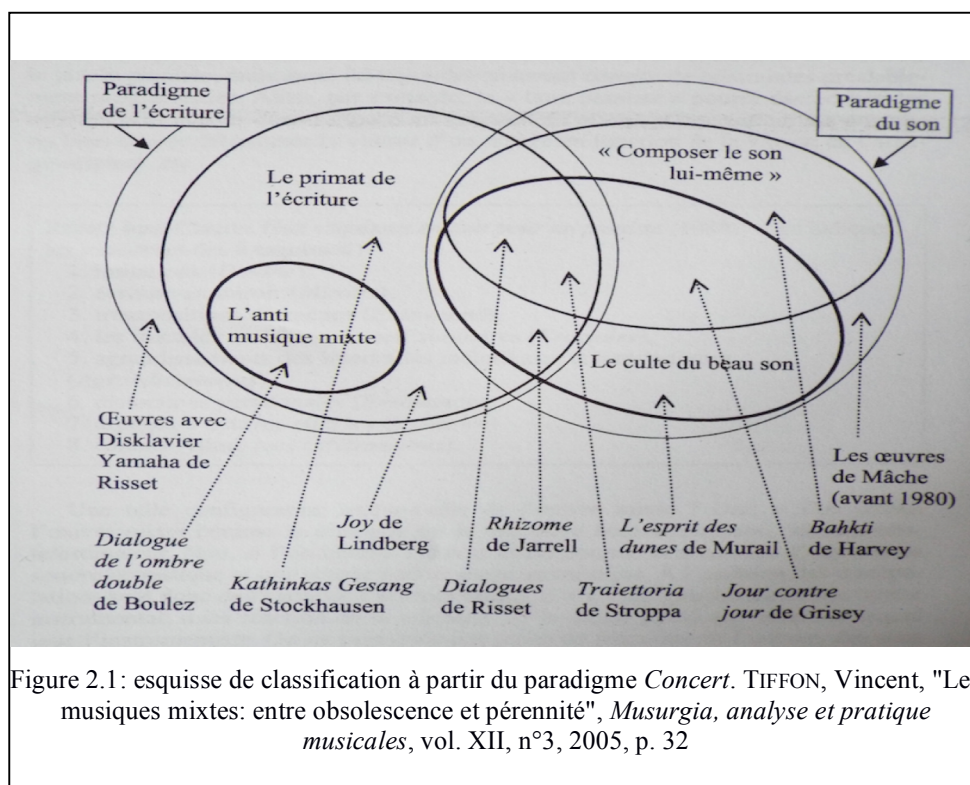 Paradigme
de l'écriture
Paradigme
du son
« Composer le son
lui-même »
Le primat de
l'écriture
L'anti
musique mixte
Le culte du beau son
Œuvres avec
Disklavier
Yamaha de
Risset
Les œuvres
de Mâche
(avant 1980)
Dialogue
de l'ombre
double
de Boulez
Joy de
Lindberg
Rhizome
de Jarrell
L'esprit des
dunes de Murail
Bahkti
de Harvey
Kathinkas Gesang
de Stockhausen
Dialogues
de Risset
Traiettoria
de Stroppa
Jour contre
jour de Grisey
Figure 2.1: esquisse de classification à partir du paradigme Concert. TIFFON, Vincent, "Le
musiques mixtes: entre obsolescence et pérennité", Musurgia, analyse et pratique
musicales, vol. XII, n°3, 2005, p. 32